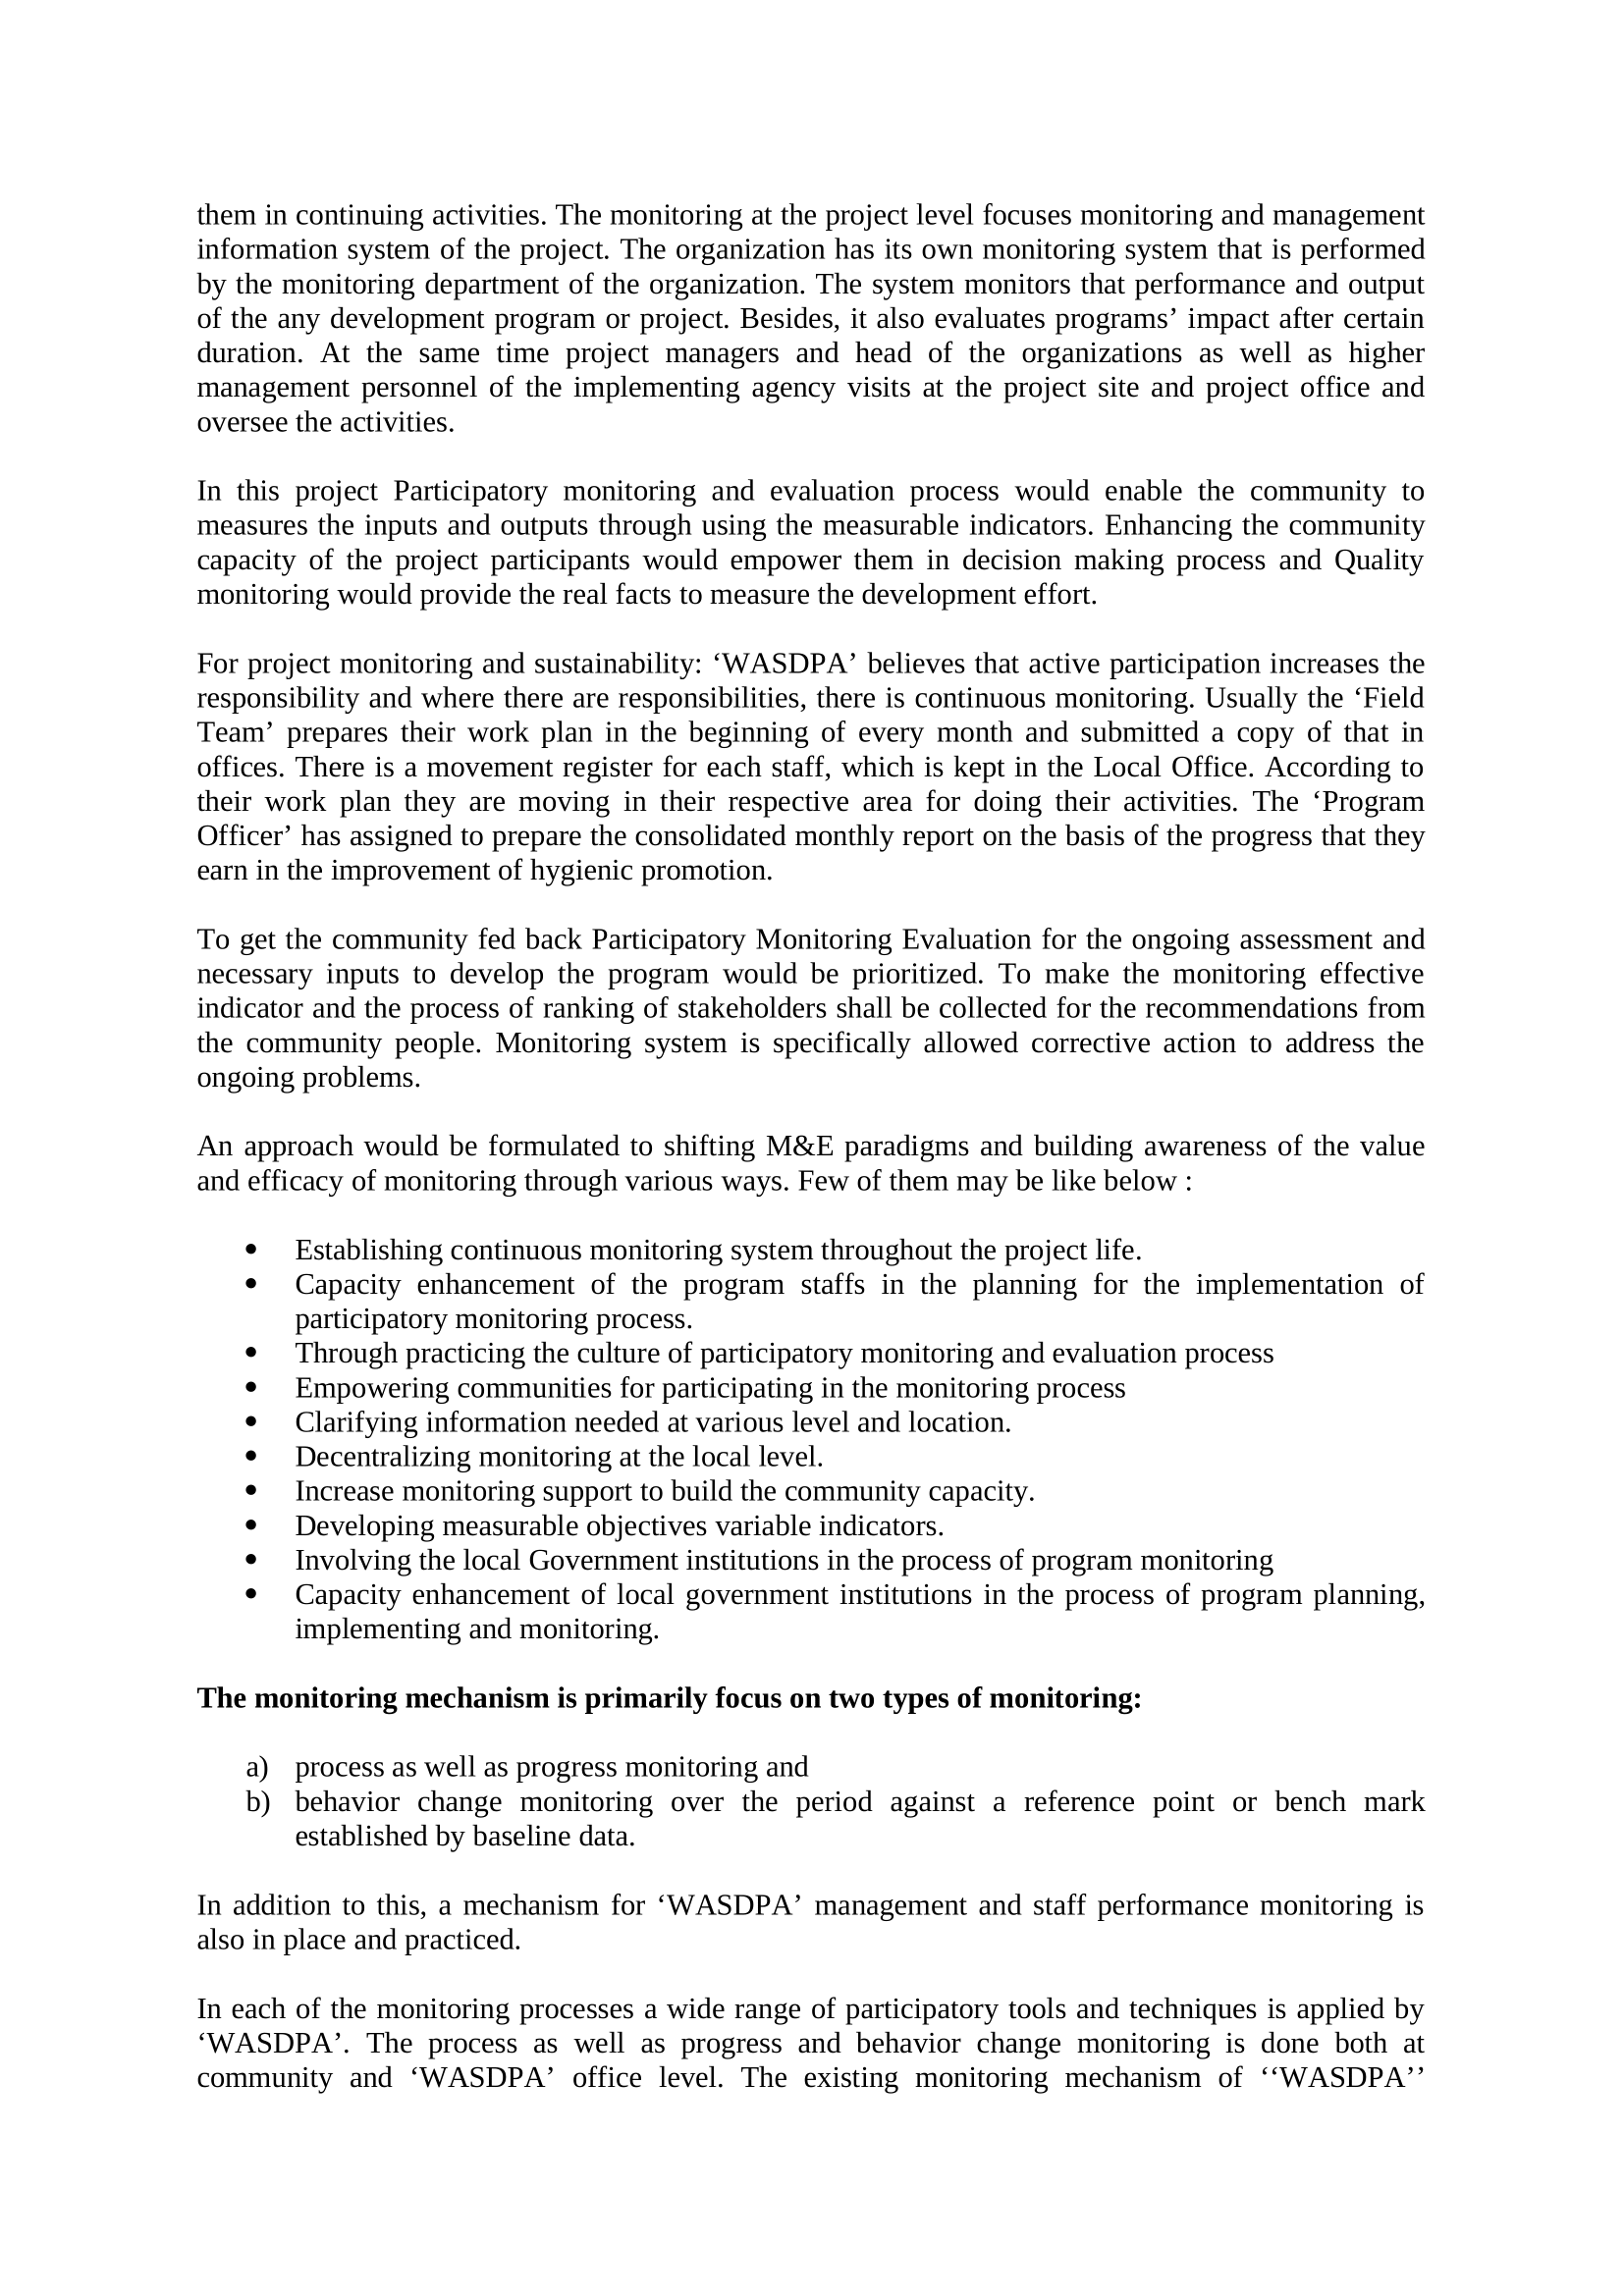 them in continuing activities. The monitoring at the project level focuses monitoring and management
information system of the project. The organization has its own monitoring system that is performed
by the monitoring department of the organization. The system monitors that performance and output
of the any development program or project. Besides, it also evaluates programs’ impact after certain
duration. At the same time project managers and head of the organizations as well as higher
management personnel of the implementing agency visits at the project site and project office and
oversee the activities.
In this project Participatory monitoring and evaluation process would enable the community to
measures the inputs and outputs through using the measurable indicators. Enhancing the community
capacity of the project participants would empower them in decision making process and Quality
monitoring would provide the real facts to measure the development effort.
For project monitoring and sustainability: ‘WASDPA’ believes that active participation increases the
responsibility and where there are responsibilities, there is continuous monitoring. Usually the ‘Field
Team’ prepares their work plan in the beginning of every month and submitted a copy of that in
offices. There is a movement register for each staff, which is kept in the Local Office. According to
their work plan they are moving in their respective area for doing their activities. The ‘Program
Officer’ has assigned to prepare the consolidated monthly report on the basis of the progress that they
earn in the improvement of hygienic promotion.
To get the community fed back Participatory Monitoring Evaluation for the ongoing assessment and
necessary inputs to develop the program would be prioritized. To make the monitoring effective
indicator and the process of ranking of stakeholders shall be collected for the recommendations from
the community people. Monitoring system is specifically allowed corrective action to address the
ongoing problems.
An approach would be formulated to shifting M&E paradigms and building awareness of the value
and efficacy of monitoring through various ways. Few of them may be like below :
• Establishing continuous monitoring system throughout the project life.
• Capacity enhancement of the program staffs in the planning for the implementation of
participatory monitoring process.
• Through practicing the culture of participatory monitoring and evaluation process
• Empowering communities for participating in the monitoring process
• Clarifying information needed at various level and location.
• Decentralizing monitoring at the local level.
• Increase monitoring support to build the community capacity.
• Developing measurable objectives variable indicators.
• Involving the local Government institutions in the process of program monitoring
• Capacity enhancement of local government institutions in the process of program planning,
implementing and monitoring.
The monitoring mechanism is primarily focus on two types of monitoring:
a) process as well as progress monitoring and
b) behavior change monitoring over the period against a reference point or bench mark
established by baseline data.
In addition to this, a mechanism for ‘WASDPA’ management and staff performance monitoring is
also in place and practiced.
In each of the monitoring processes a wide range of participatory tools and techniques is applied by
‘WASDPA’. The process as well as progress and behavior change monitoring is done both at
community and ‘WASDPA’ office level. The existing monitoring mechanism of ‘‘WASDPA’’